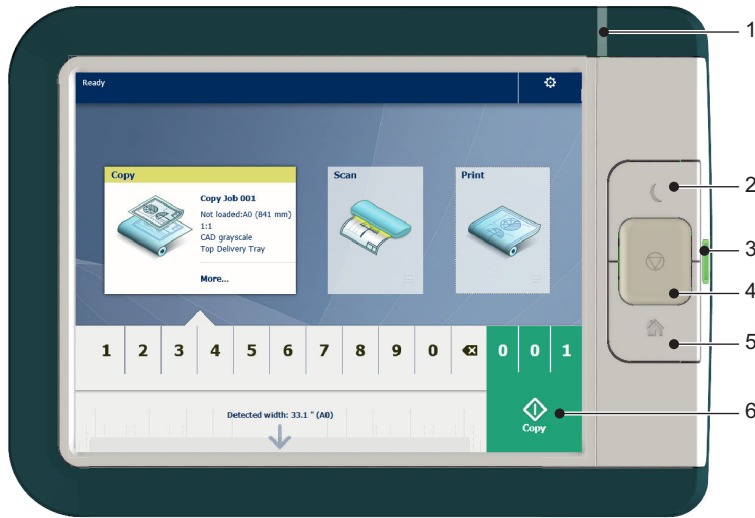 1
Ready
Copy
Scan
Print
Copy Job 001
Not loaded:A0 (841 mm)
1:1
CAD grayscale
Top Delivery Tray
More...
2
3
4
5
1 2 3 4 5 6 7 8 9 0 0 0 1
Detected width: 33.1 " (A0)
Copy
6